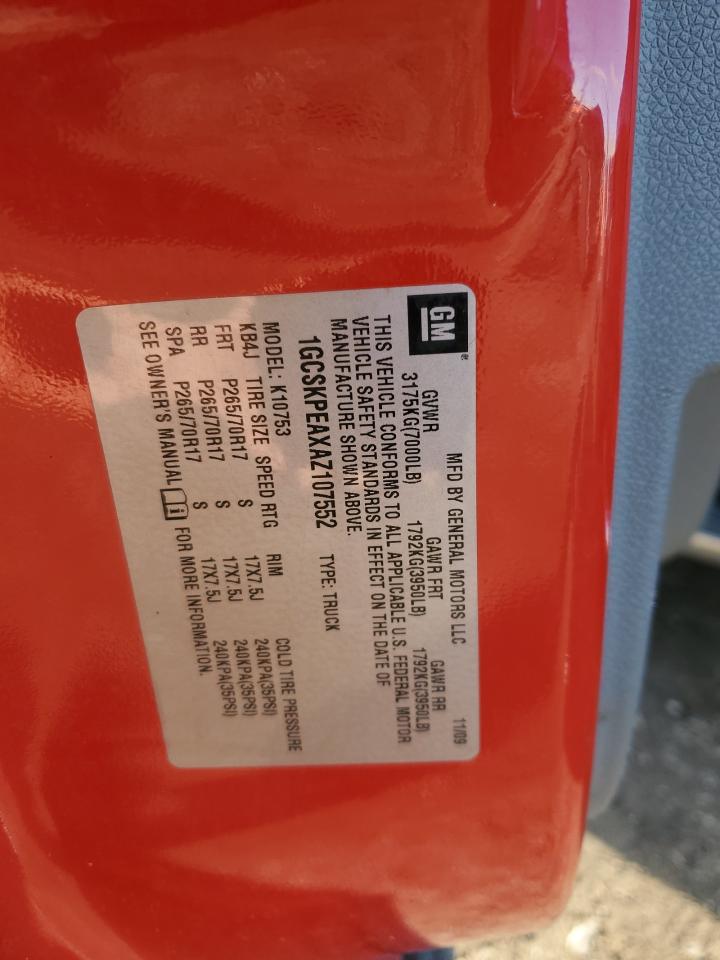 GM®
MFD BY GENERAL MOTORS LLC 11/09
GVWR GAWR FRT GAWR RR
3175KG(7000LB) 1792KG(3950LB) 1792KG(3950LB)
THIS VEHICLE CONFORMS TO ALL APPLICABLE U.S. FEDERAL MOTOR
VEHICLE SAFETY STANDARDS IN EFFECT ON THE DATE OF
MANUFACTURE SHOWN ABOVE.
1GCSKPEAXAZ107552 TYPE: TRUCK
MODEL: K10753
KB4J TIRE SIZE SPEED RTG RIM COLD TIRE PRESSURE
FRT P265/70R17 S 17X7.5J 240KPA(35PSI)
RR P265/70R17 S 17X7.5J 240KPA(35PSI)
SPA P265/70R17 S 17X7.5J 240KPA(35PSI)
SEE OWNER'S MANUAL i FOR MORE INFORMATION.